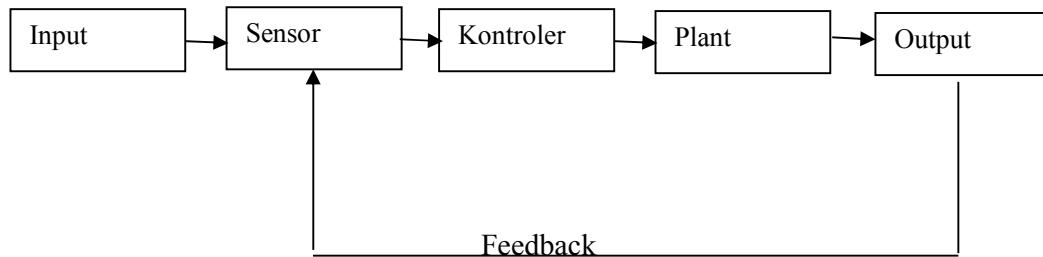 Input
Sensor
Kontroler
Plant
Output
Feedback